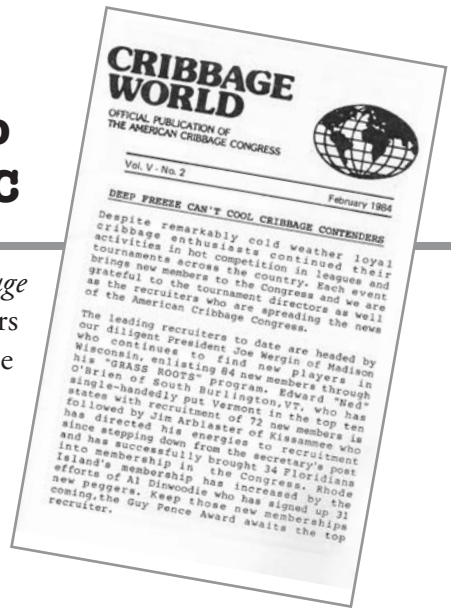 C
age
rs
e
CRIBBAGE
WORLD
OFFICIAL PUBLICATION OF
THE AMERICAN CRIBBAGE CONGRESS
Vol. V - No. 2
February 1984
DEEP FREEZE CAN'T COOL CRIBBAGE CONTENDERS
Despite remarkably cold weather loyal
cribbage enthusiasts continued their
activities in hot competition in leagues and
tournaments across the country. Each event
brings new members to the Congress and we are
grateful to the tournament directors as well
as the recruiters who are spreading the news
of the American Cribbage Congress.
The leading recruiters to date are headed by
our diligent President Joe Wergin of Madison
who continues to find new players in
Wisconsin, enlisting 84 new members through
his "GRASS ROOTS" program. Edward "Ned"
O'Brien of South Burlington,VT, who has
single-handedly put Vermont in the top ten
states with recruitment of 72 new members is
followed by Jim Arblaster of Kissammee who
has directed his energies to recruitment
since stepping down from the secretary's post
and has successfully brought 34 Floridians
into membership in the Congress. Rhode
Island's membership has increased by the
efforts of Al Dinwoodie who has signed up 31
new peggers. Keep those new memberships
coming,the Guy Pence Award awaits the top
recruiter.